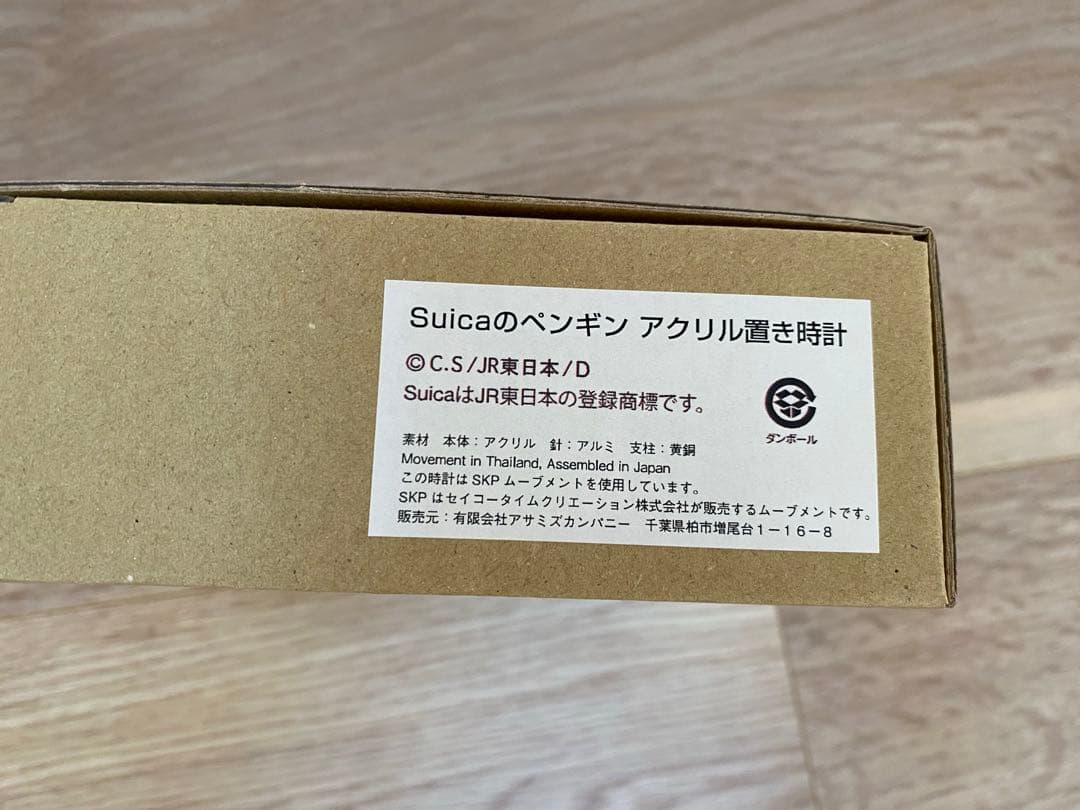 Suicaのペンギン アクリル置き時計
©C.S/JR東日本/D
SuicaはJR東日本の登録商標です。
ダンボール
素材　本体：アクリル　針：アルミ　支柱：黄銅
Movement in Thailand, Assembled in Japan
この時計は SKP ムーブメントを使用しています。
SKP はセイコータイムクリエーション株式会社が販売するムーブメントです。
販売元：有限会社アサミズカンパニー　千葉県柏市増尾台1－16－8